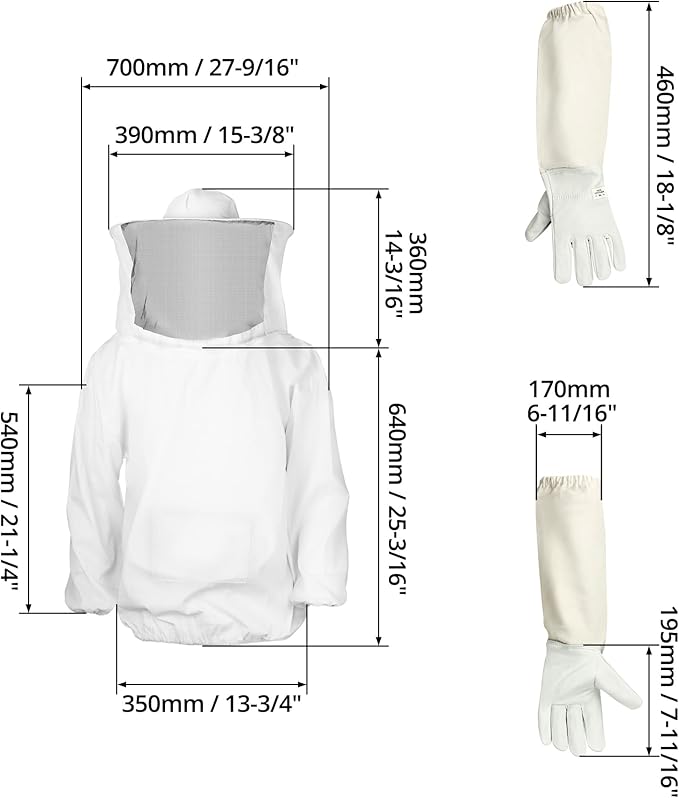 700mm / 27-9/16"
390mm / 15-3/8"
360mm
14-3/16"
540mm / 21-1/4"
640mm / 25-3/16"
350mm / 13-3/4"
460mm / 18-1/8"
170mm
6-11/16"
195mm / 7-11/16"